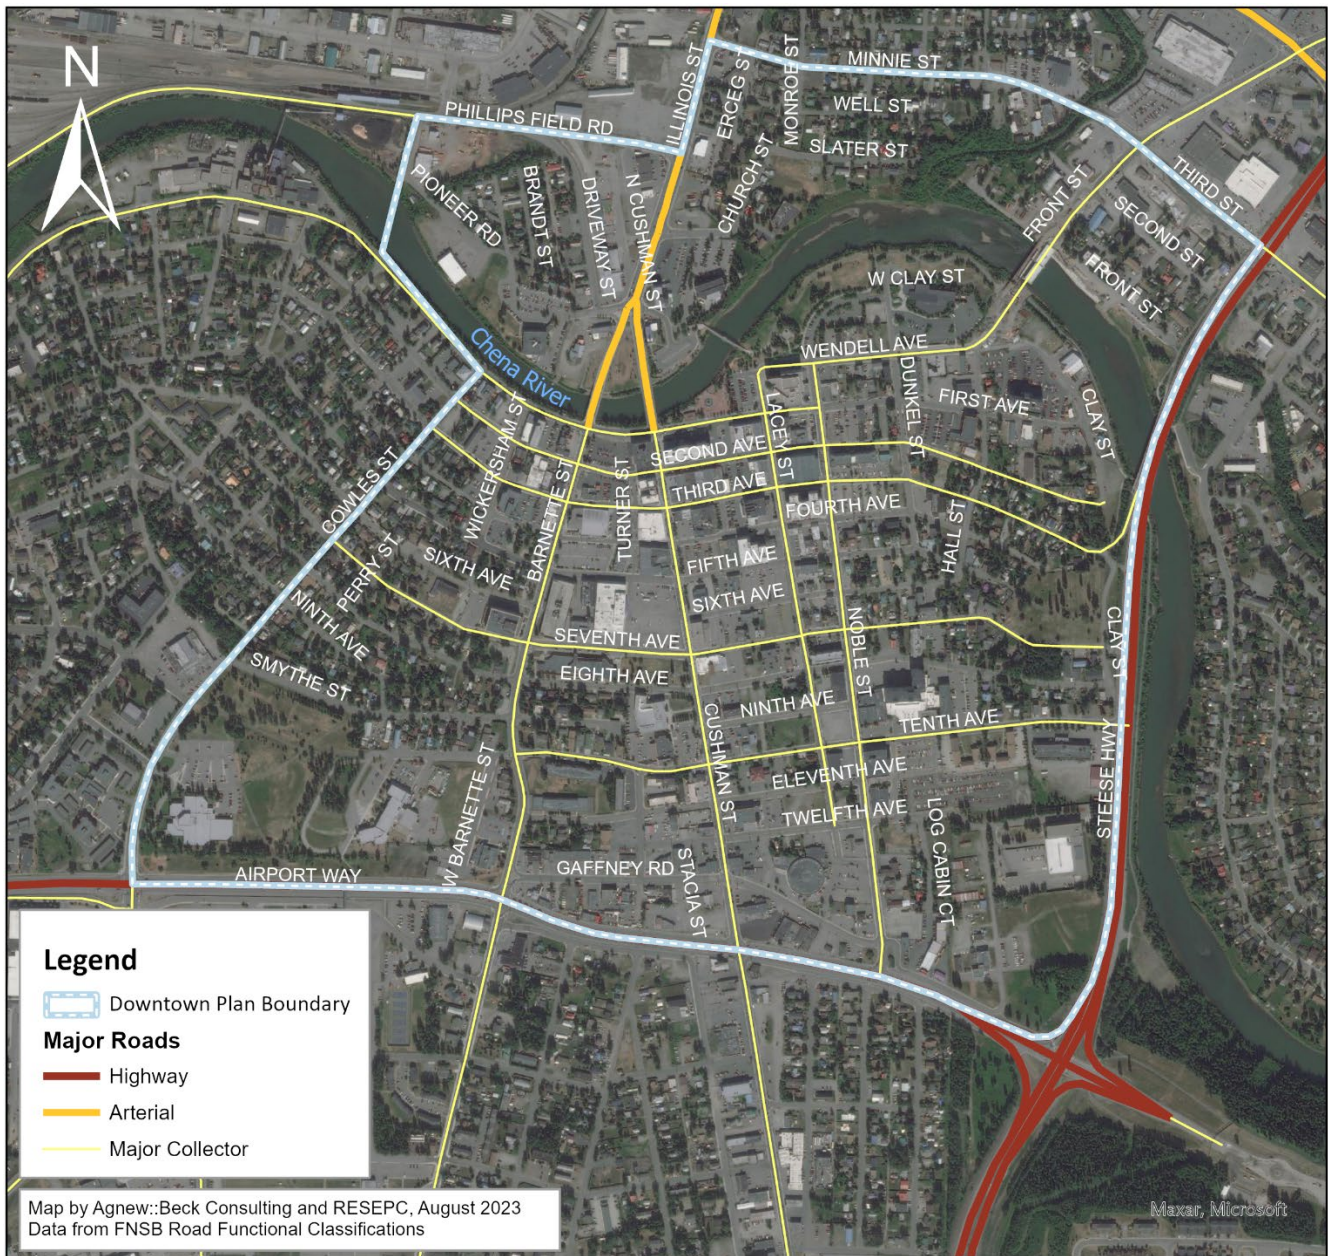 N
ILLINOIS ST
ERCEG ST
MONROE ST
MINNIE ST
WELL ST
SLATER ST
CHURCH ST
PHILLIPS FIELD RD
PIONEER RD
BRANDT ST
DRIVEWAY ST
N CUSHMAN ST
FRONT ST
THIRD ST
SECOND ST
FRONT ST
W CLAY ST
WENDELL AVE
DUNKEL ST
FIRST AVE
CLAY ST
Chena River
LACEY ST
SECOND AVE
THIRD AVE
FOURTH AVE
WICKERSHAM ST
COWLES ST
BARNETTE ST
TURNER ST
HALL ST
FIFTH AVE
SIXTH AVE
SIXTH AVE
PERRY ST
NINTH AVE
SMYTHE ST
SEVENTH AVE
EIGHTH AVE
NOBLE ST
CLAY ST
NINTH AVE
TENTH AVE
CUSHMAN ST
ELEVENTH AVE
TWELFTH AVE
STEESE HWY
W BARNETTE ST
LOG CABIN CT
GAFFNEY RD
STACIA ST
AIRPORT WAY
Legend
Downtown Plan Boundary
Major Roads
Highway
Arterial
Major Collector
Map by Agnew::Beck Consulting and RESEPC, August 2023
Data from FNSB Road Functional Classifications
Maxar, Microsoft